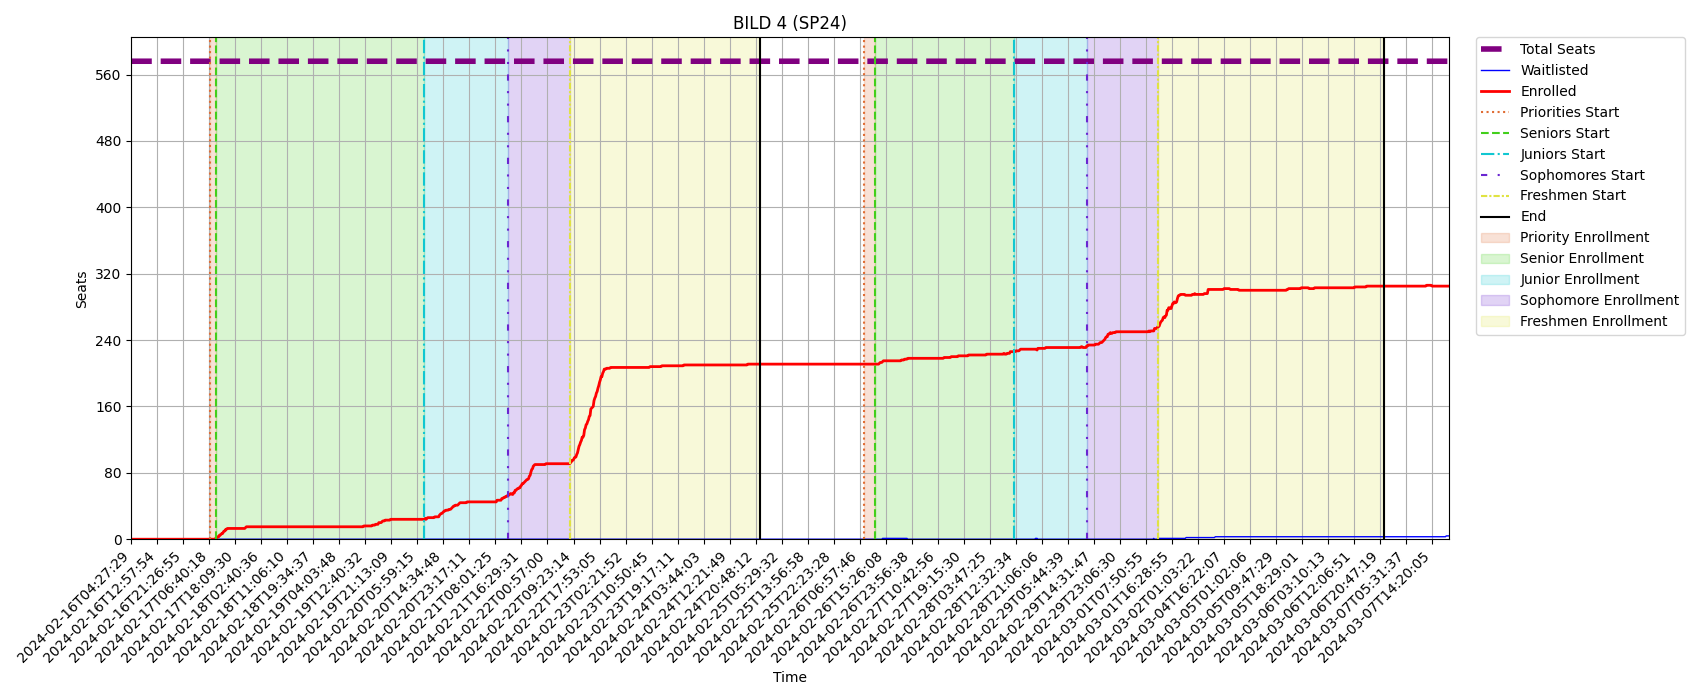 BILD 4 (SP24)
Seats
560
480
400
320
240
160
80
0
2024-02-16T04:27:29
2024-02-16T12:57:54
2024-02-16T21:26:55
2024-02-17T06:40:18
2024-02-17T18:09:30
2024-02-18T02:40:36
2024-02-18T11:06:10
2024-02-18T19:34:37
2024-02-19T04:03:48
2024-02-19T12:40:32
2024-02-19T21:13:09
2024-02-20T05:59:15
2024-02-20T14:34:48
2024-02-20T23:17:11
2024-02-21T08:01:25
2024-02-21T16:29:31
2024-02-22T00:57:00
2024-02-22T09:23:14
2024-02-22T17:53:05
2024-02-23T02:21:52
2024-02-23T10:50:45
2024-02-23T19:17:11
2024-02-24T03:44:03
2024-02-24T12:21:49
2024-02-24T20:48:12
2024-02-25T05:29:32
2024-02-25T13:56:58
2024-02-25T22:23:28
2024-02-26T06:57:46
2024-02-26T15:26:08
2024-02-26T23:56:38
2024-02-27T10:42:56
2024-02-27T19:15:30
2024-02-28T03:47:25
2024-02-28T12:32:34
2024-02-28T21:06:06
2024-02-29T05:44:39
2024-02-29T14:31:47
2024-02-29T23:06:30
2024-03-01T07:50:55
2024-03-01T16:28:55
2024-03-02T01:03:22
2024-03-04T16:22:07
2024-03-05T01:02:06
2024-03-05T09:47:29
2024-03-05T18:29:01
2024-03-06T03:10:13
2024-03-06T12:06:51
2024-03-06T20:47:19
2024-03-07T05:31:37
2024-03-07T14:20:05
Time
Total Seats
Waitlisted
Enrolled
Priorities Start
Seniors Start
Juniors Start
Sophomores Start
Freshmen Start
End
Priority Enrollment
Senior Enrollment
Junior Enrollment
Sophomore Enrollment
Freshmen Enrollment